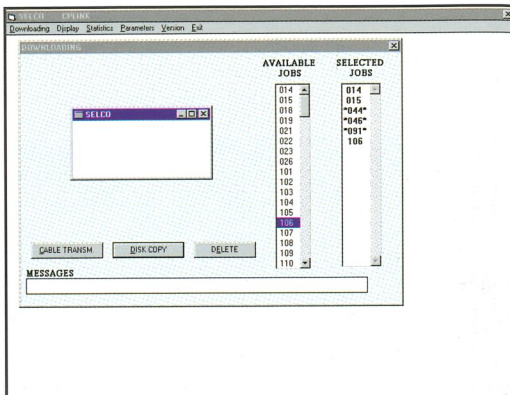 SELCO CPLINK
Downloading Display Statistics Parameters Version Exit
DOWNLOADING
AVAILABLE JOBS
014
015
018
019
021
022
023
026
101
102
103
104
105
106
107
108
109
110
SELECTED JOBS
014
015
*044*
*046*
*091*
106
SELCO
CABLE TRANSM
DISK COPY
DELETE
MESSAGES